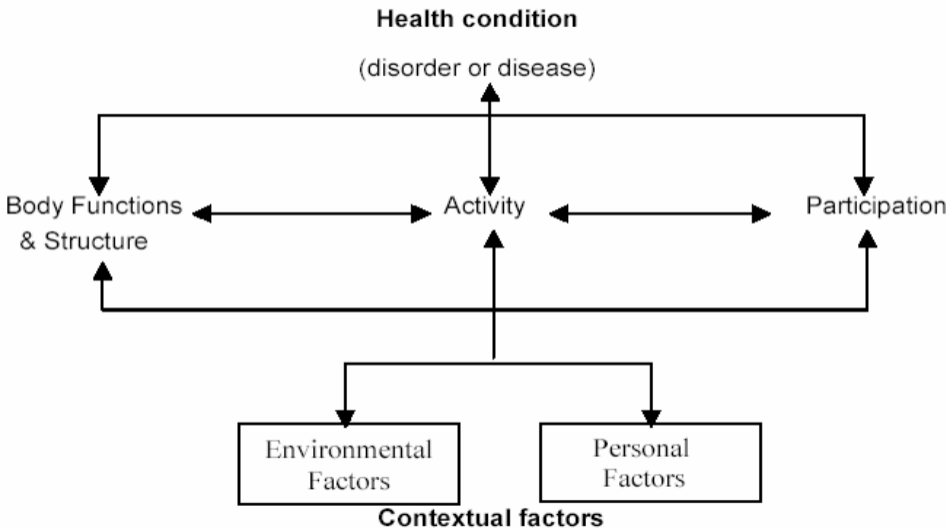 Health condition
(disorder or disease)
Body Functions
& Structure
Activity
Participation
Environmental
Factors
Personal
Factors
Contextual factors